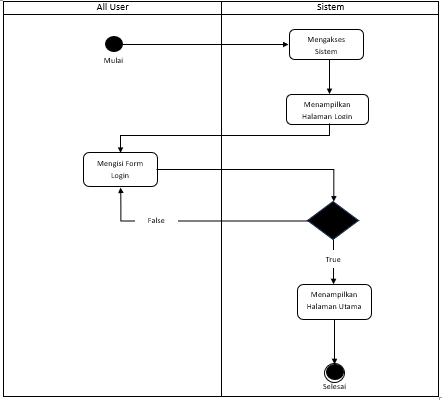 All User
Sistem
Mulai
Mengakses
Sistem
Menampilkan
Halaman Login
Mengisi Form
Login
False
True
Menampilkan
Halaman Utama
Selesai